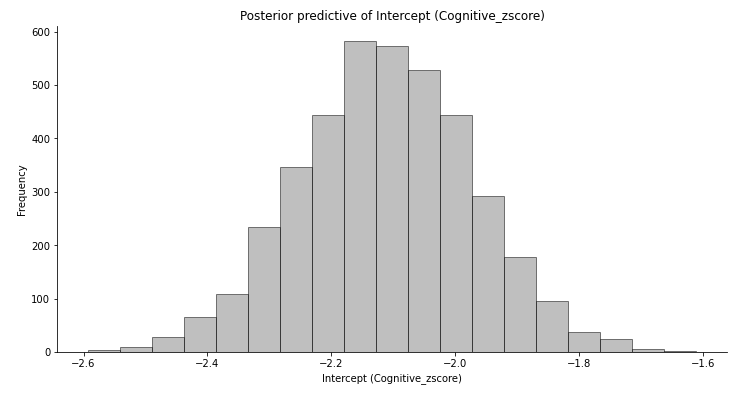 Posterior predictive of Intercept (Cognitive_zscore)
600
500
400
300
200
100
0
Frequency
−2.6 −2.4 −2.2 −2.0 −1.8 −1.6
Intercept (Cognitive_zscore)